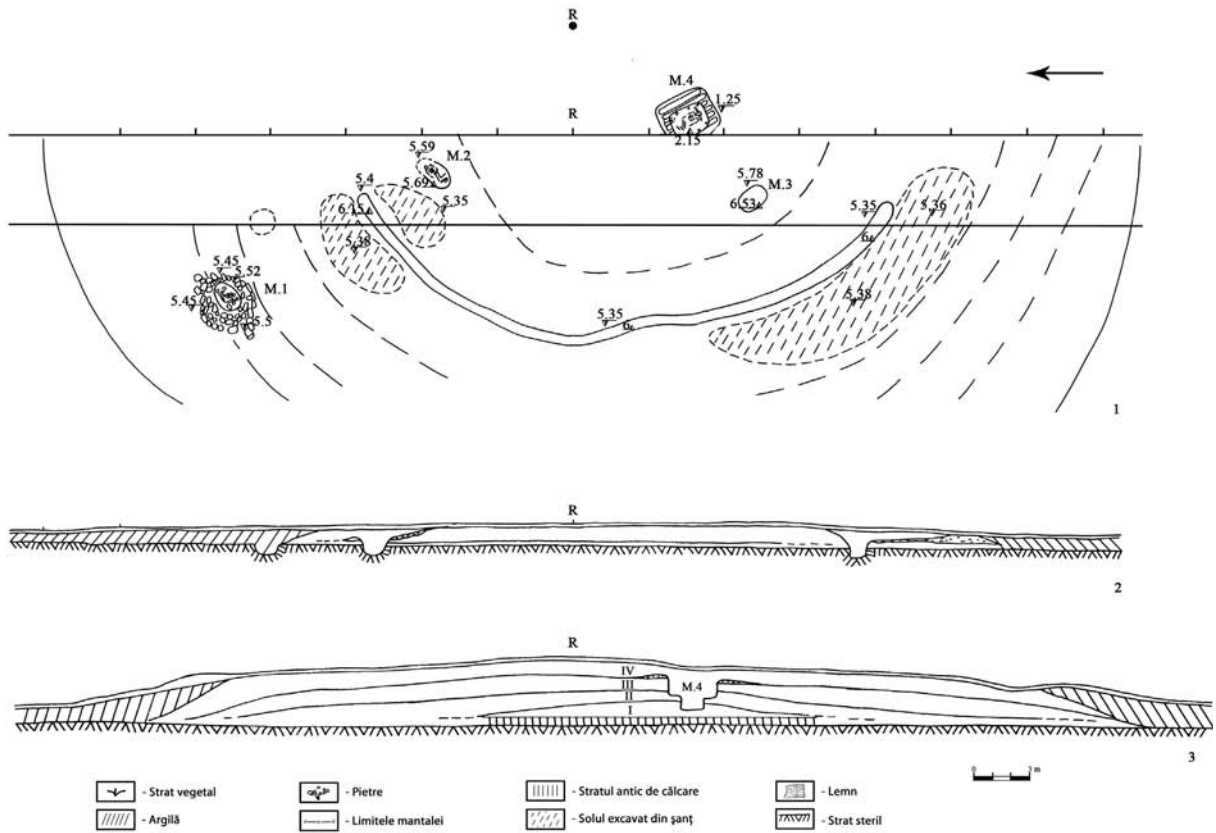 R
M.4
1.25
R
2.15
5.59
M.2
5.69
5.4
6.15
5.35
5.78
M.3
6.53
5.35
5.36
6
5.38
5.45
5.52
M.1
5.45
5.5
5.35
6
5.38
1
R
2
R
IV
III
II
I
M.4
3
0 3 m
- Strat vegetal
- Pietre
- Stratul antic de călcare
- Lemn
- Argilă
- Limitele mantalei
- Solul excavat din şanţ
- Strat steril